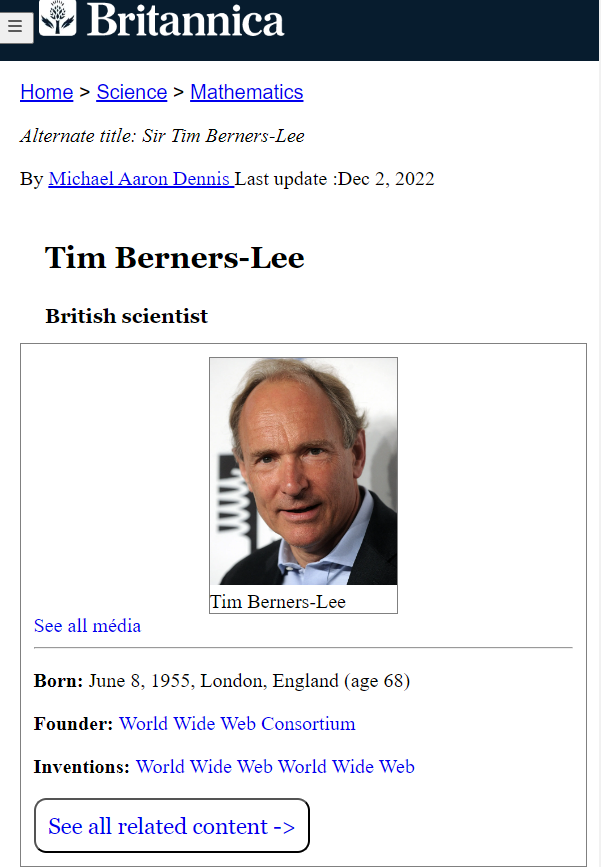 Britannica
Home > Science > Mathematics
Alternate title: Sir Tim Berners-Lee
By Michael Aaron Dennis Last update :Dec 2, 2022
Tim Berners-Lee
British scientist
Tim Berners-Lee
See all média
Born: June 8, 1955, London, England (age 68)
Founder: World Wide Web Consortium
Inventions: World Wide Web World Wide Web
See all related content ->